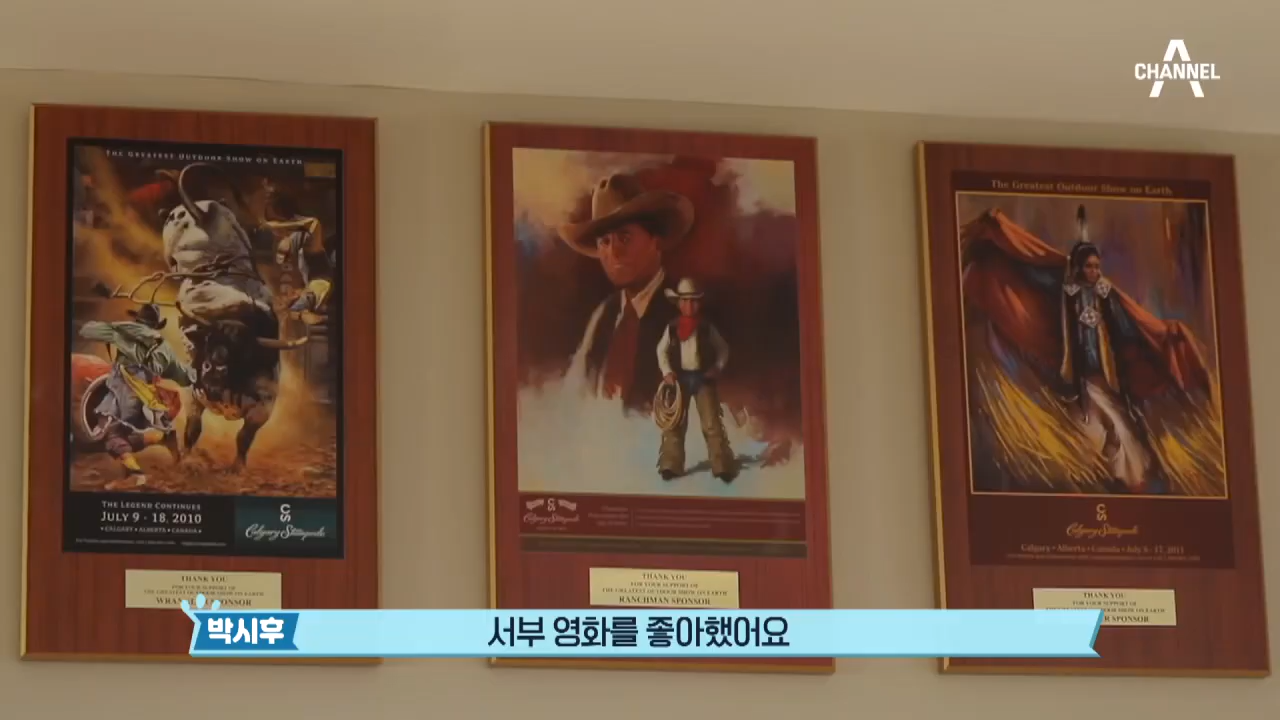 CHANNEL A
THE GREATEST OUTDOOR SHOW ON EARTH
THE LEGEND CONTINUES
JULY 9 - 18, 2010
• CALGARY • ALBERTA • CANADA •
CS
Calgary Stampede
THANK YOU
FOR YOUR SUPPORT OF
THE GREATEST OUTDOOR SHOW ON EARTH
SPONSOR
CS
Calgary Stampede
THANK YOU
FOR YOUR SUPPORT OF
THE GREATEST OUTDOOR SHOW ON EARTH
RANCHMAN SPONSOR
The Greatest Outdoor Show on Earth
CS
Calgary Stampede
Calgary • Alberta • Canada • July
THANK YOU
FOR YOUR SUPPORT OF
THE GREATEST OUTDOOR SHOW ON EARTH
SPONSOR
박시후
서부 영화를 좋아했어요